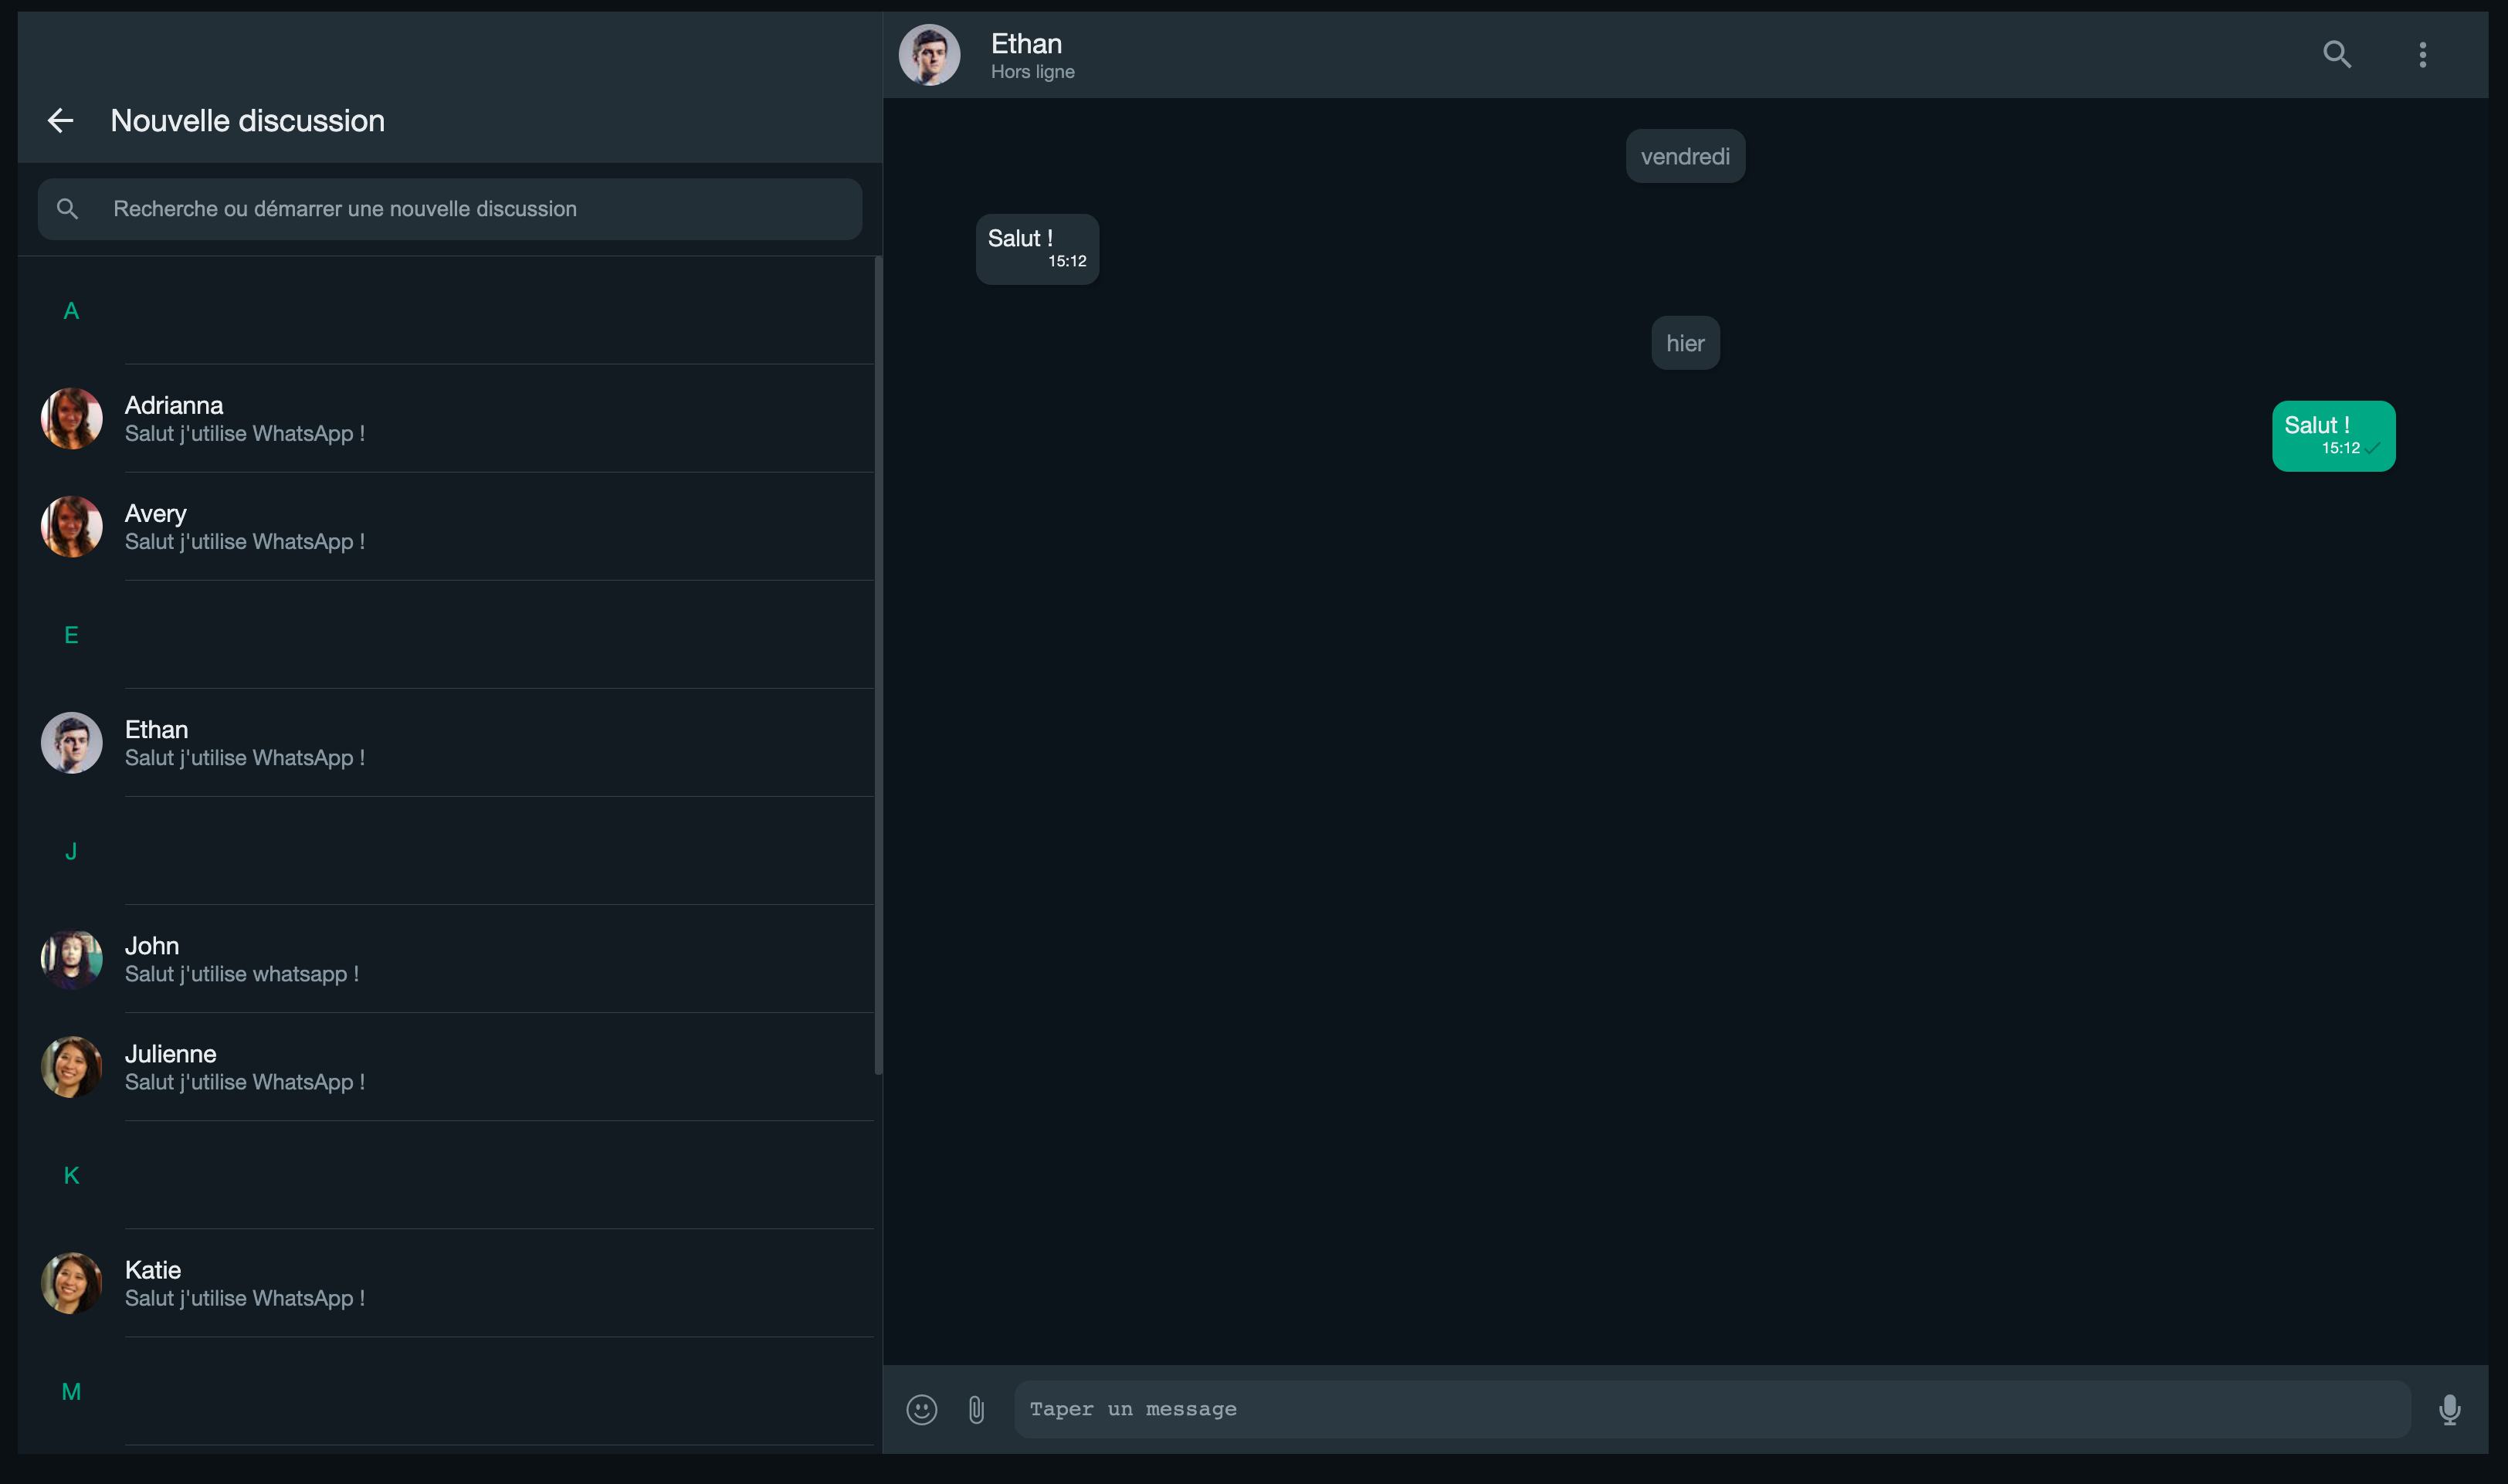 Nouvelle discussion
Recherche ou démarrer une nouvelle discussion
A
Adrianna
Salut j'utilise WhatsApp !
Avery
Salut j'utilise WhatsApp !
E
Ethan
Salut j'utilise WhatsApp !
J
John
Salut j'utilise whatsapp !
Julienne
Salut j'utilise WhatsApp !
K
Katie
Salut j'utilise WhatsApp !
M
Ethan
Hors ligne
vendredi
Salut !
15:12
hier
Salut !
15:12
Taper un message